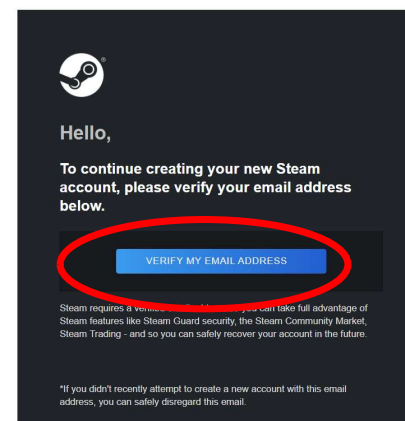 Hello,
To continue creating your new Steam
account, please verify your email address
below.
VERIFY MY EMAIL ADDRESS
Steam requires a verified can take full advantage of
Steam features like Steam Guard security, the Steam Community Market,
Steam Trading - and so you can safely recover your account in the future.
*If you didn't recently attempt to create a new account with this email
address, you can safely disregard this email.